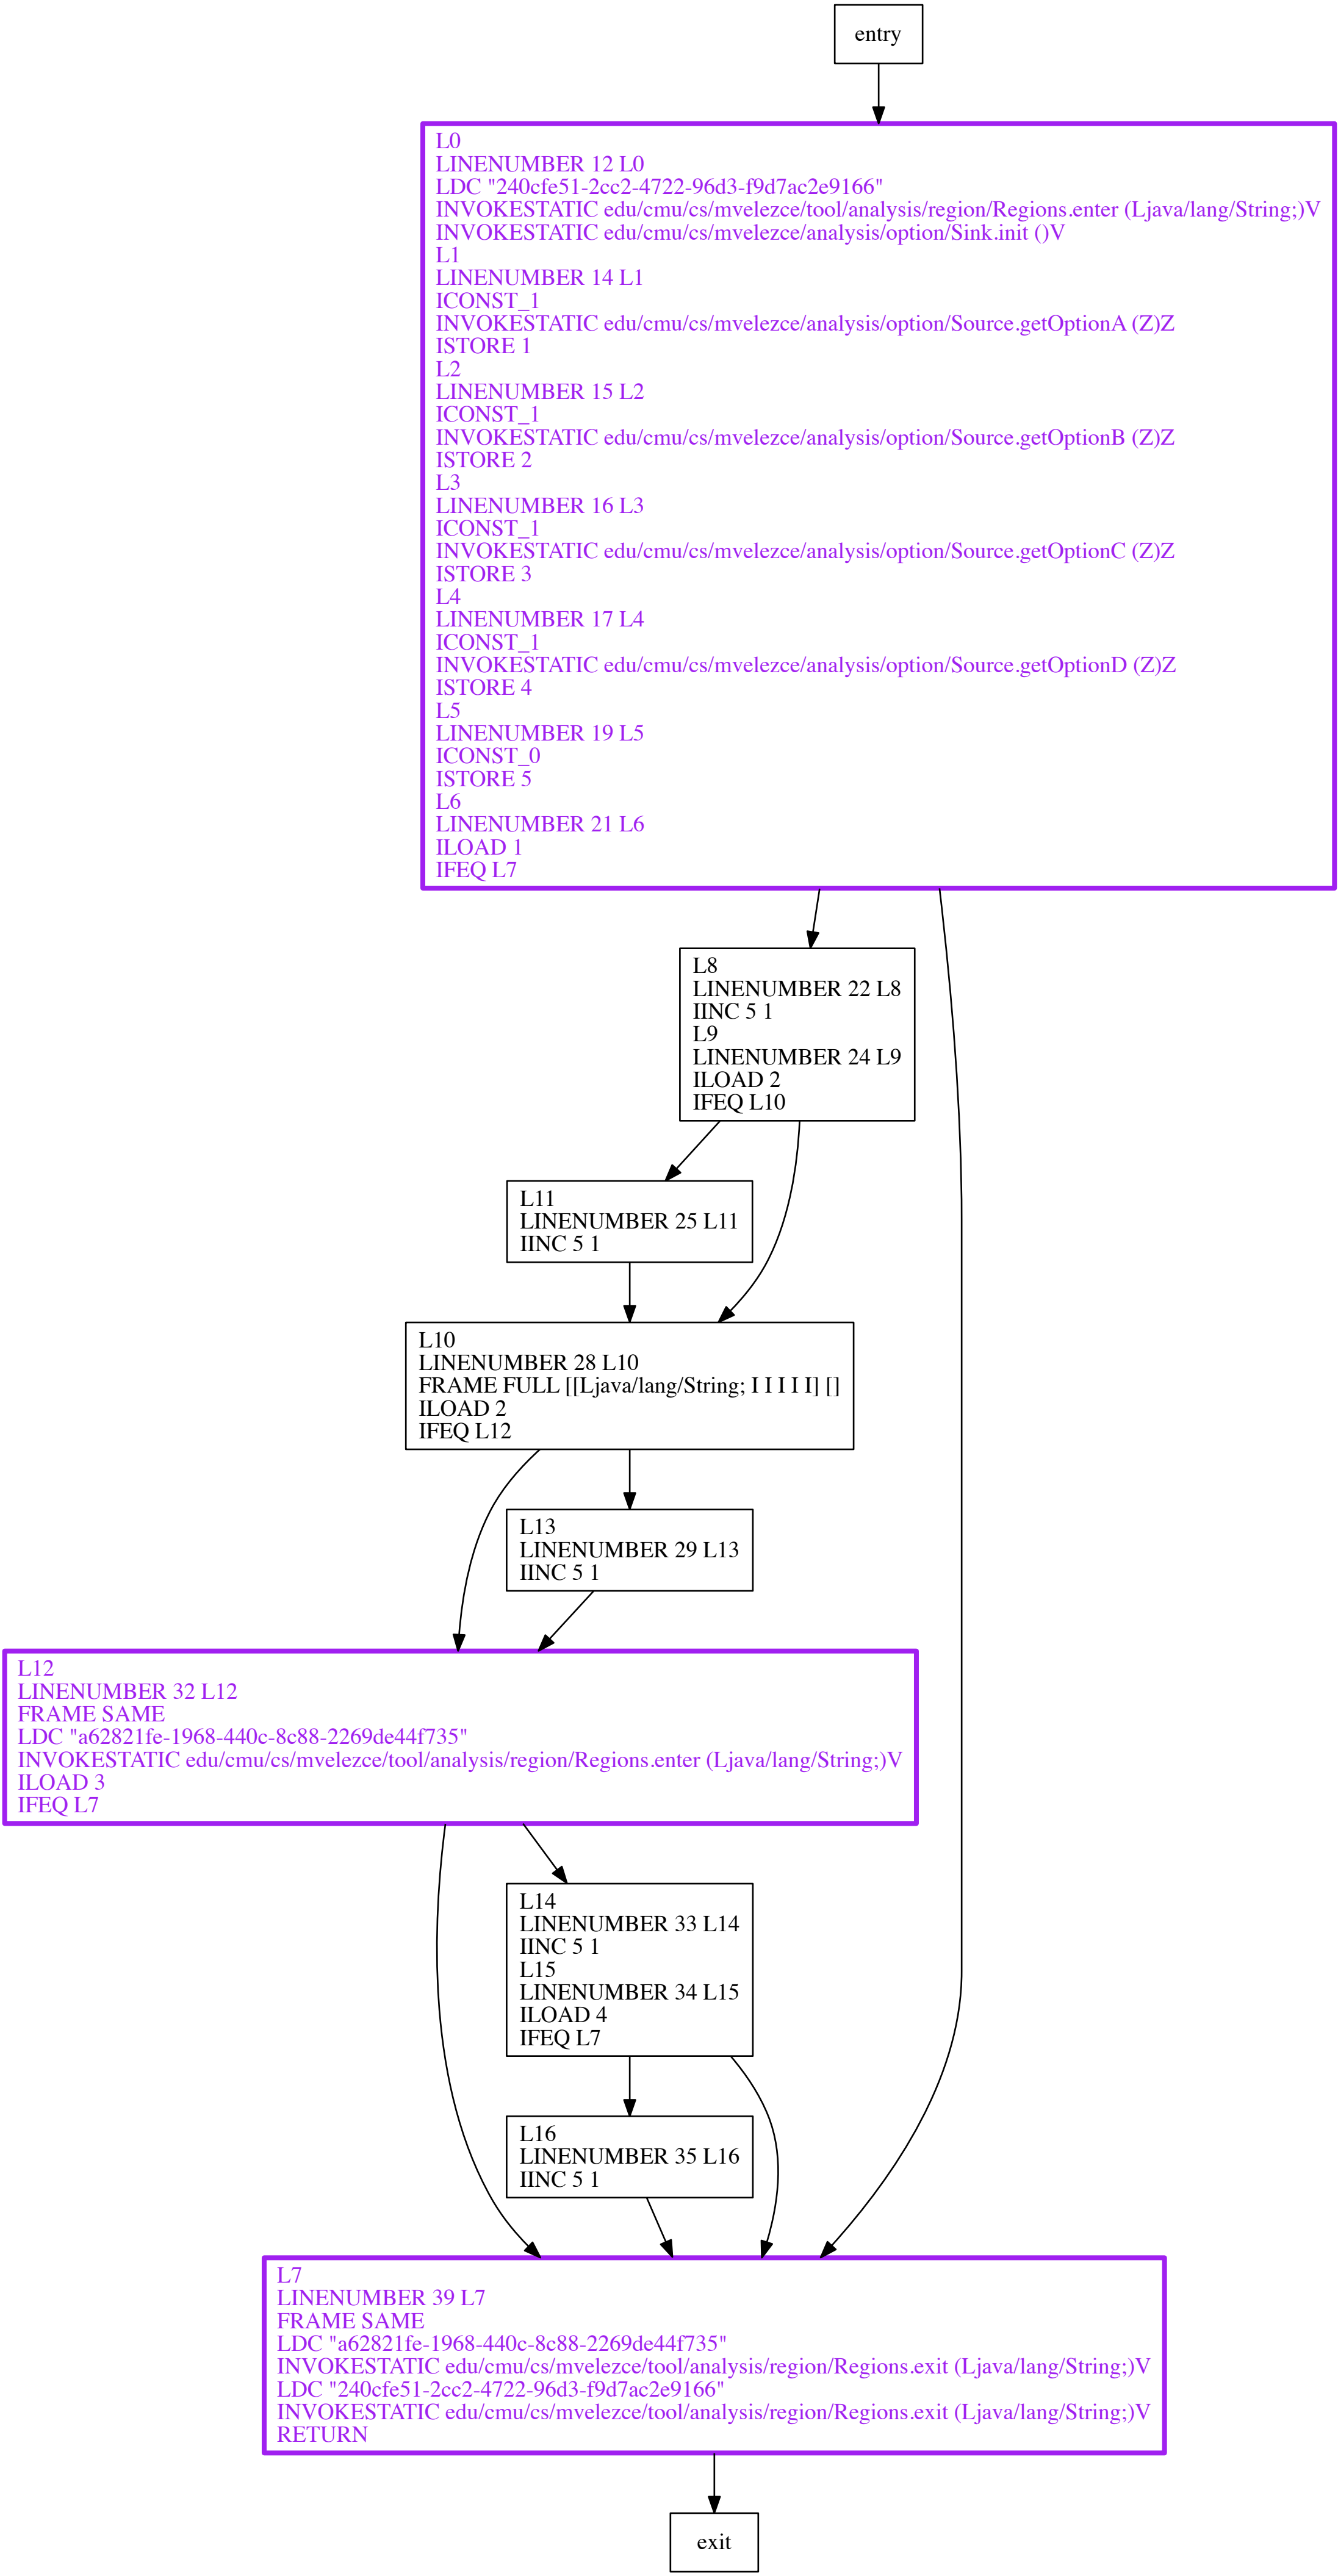 entry
L0
LINENUMBER 12 L0
LDC "240cfe51-2cc2-4722-96d3-f9d7ac2e9166"
INVOKESTATIC edu/cmu/cs/mvelezce/tool/analysis/region/Regions.enter (Ljava/lang/String;)V
INVOKESTATIC edu/cmu/cs/mvelezce/analysis/option/Sink.init ()V
L1
LINENUMBER 14 L1
ICONST_1
INVOKESTATIC edu/cmu/cs/mvelezce/analysis/option/Source.getOptionA (Z)Z
ISTORE 1
L2
LINENUMBER 15 L2
ICONST_1
INVOKESTATIC edu/cmu/cs/mvelezce/analysis/option/Source.getOptionB (Z)Z
ISTORE 2
L3
LINENUMBER 16 L3
ICONST_1
INVOKESTATIC edu/cmu/cs/mvelezce/analysis/option/Source.getOptionC (Z)Z
ISTORE 3
L4
LINENUMBER 17 L4
ICONST_1
INVOKESTATIC edu/cmu/cs/mvelezce/analysis/option/Source.getOptionD (Z)Z
ISTORE 4
L5
LINENUMBER 19 L5
ICONST_0
ISTORE 5
L6
LINENUMBER 21 L6
ILOAD 1
IFEQ L7
L8
LINENUMBER 22 L8
IINC 5 1
L9
LINENUMBER 24 L9
ILOAD 2
IFEQ L10
L11
LINENUMBER 25 L11
IINC 5 1
L10
LINENUMBER 28 L10
FRAME FULL [[Ljava/lang/String; I I I I I] []
ILOAD 2
IFEQ L12
L13
LINENUMBER 29 L13
IINC 5 1
L12
LINENUMBER 32 L12
FRAME SAME
LDC "a62821fe-1968-440c-8c88-2269de44f735"
INVOKESTATIC edu/cmu/cs/mvelezce/tool/analysis/region/Regions.enter (Ljava/lang/String;)V
ILOAD 3
IFEQ L7
L14
LINENUMBER 33 L14
IINC 5 1
L15
LINENUMBER 34 L15
ILOAD 4
IFEQ L7
L16
LINENUMBER 35 L16
IINC 5 1
L7
LINENUMBER 39 L7
FRAME SAME
LDC "a62821fe-1968-440c-8c88-2269de44f735"
INVOKESTATIC edu/cmu/cs/mvelezce/tool/analysis/region/Regions.exit (Ljava/lang/String;)V
LDC "240cfe51-2cc2-4722-96d3-f9d7ac2e9166"
INVOKESTATIC edu/cmu/cs/mvelezce/tool/analysis/region/Regions.exit (Ljava/lang/String;)V
RETURN
exit